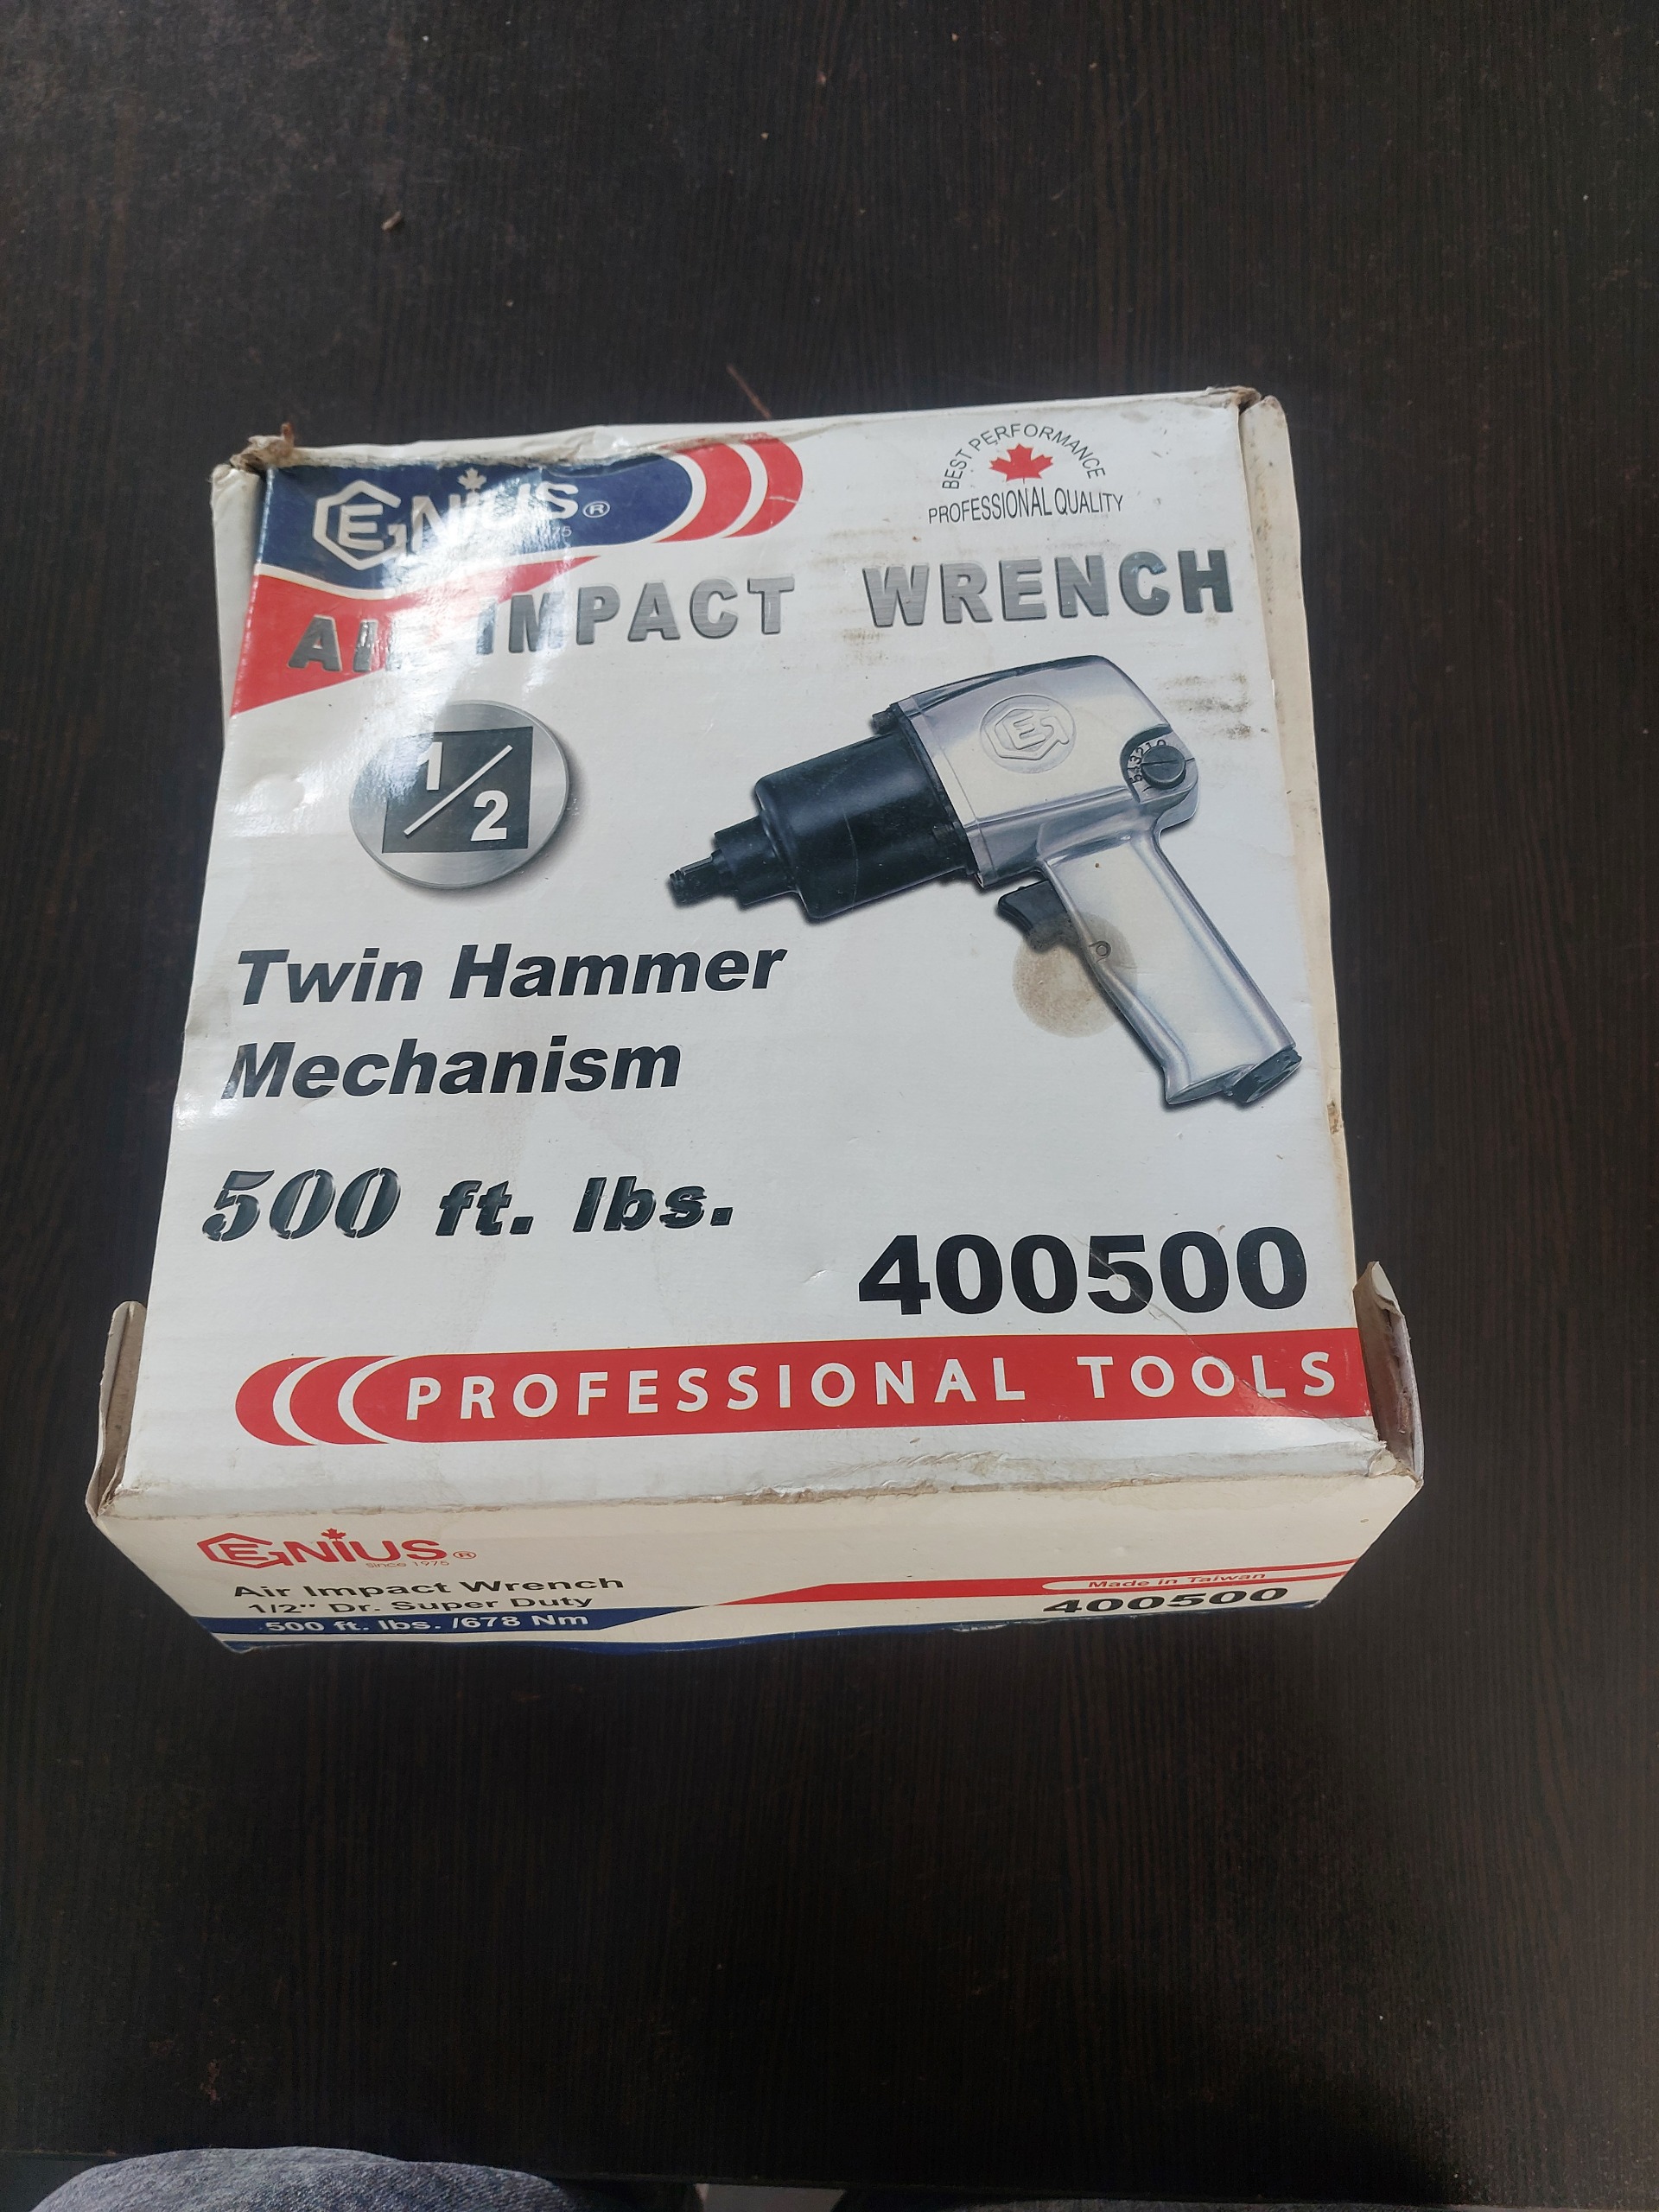 GENiUS®
BEST PERFORMANCE
PROFESSIONAL QUALITY
AIR IMPACT WRENCH
1/2
Twin Hammer
Mechanism
500 ft. lbs.
400500
PROFESSIONAL TOOLS
GENiUS®
Since 1975
Air Impact Wrench
1/2" Dr. Super Duty
500 ft. lbs. /678 Nm
Made in Taiwan
400500